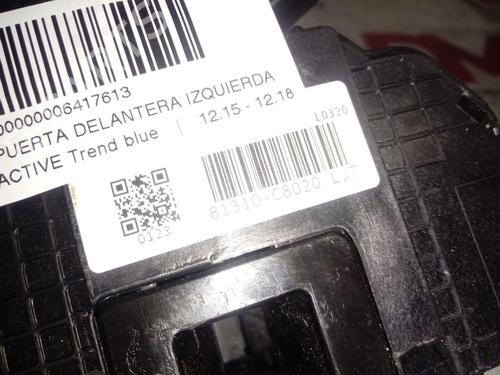 00000006417613
PUERTA DELANTERA IZQUIERDA
ACTIVE Trend blue | 12.15 - 12.18
L0320
81310-C8020 LJT
0123